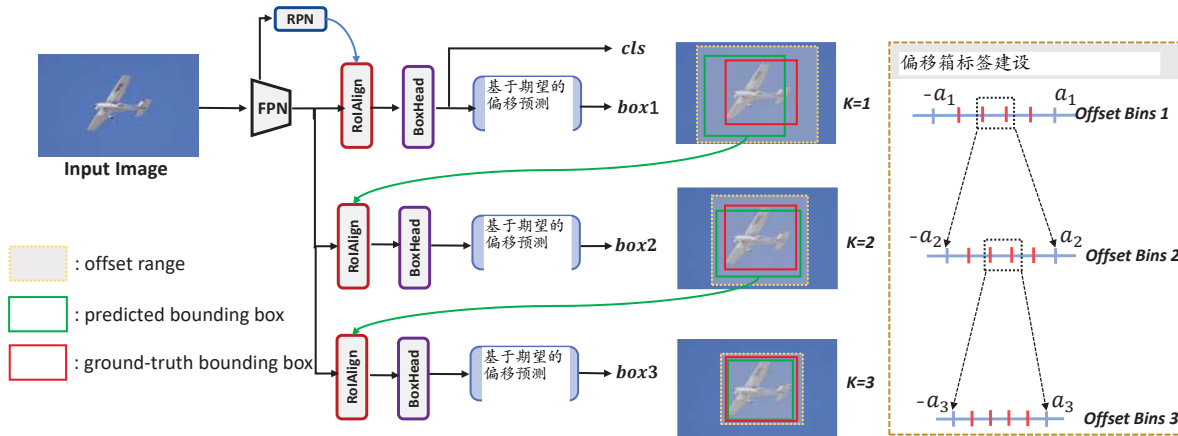 RPN
cls
FPN
RoIAlign
BoxHead
基于期望的
偏移预测
box1
K=1
Input Image
RoIAlign
BoxHead
基于期望的
偏移预测
box2
K=2
: offset range
: predicted bounding box
: ground-truth bounding box
RoIAlign
BoxHead
基于期望的
偏移预测
box3
K=3
偏移箱标签建设
-a₁
a₁
Offset Bins 1
-a₂
a₂
Offset Bins 2
-a₃
a₃
Offset Bins 3